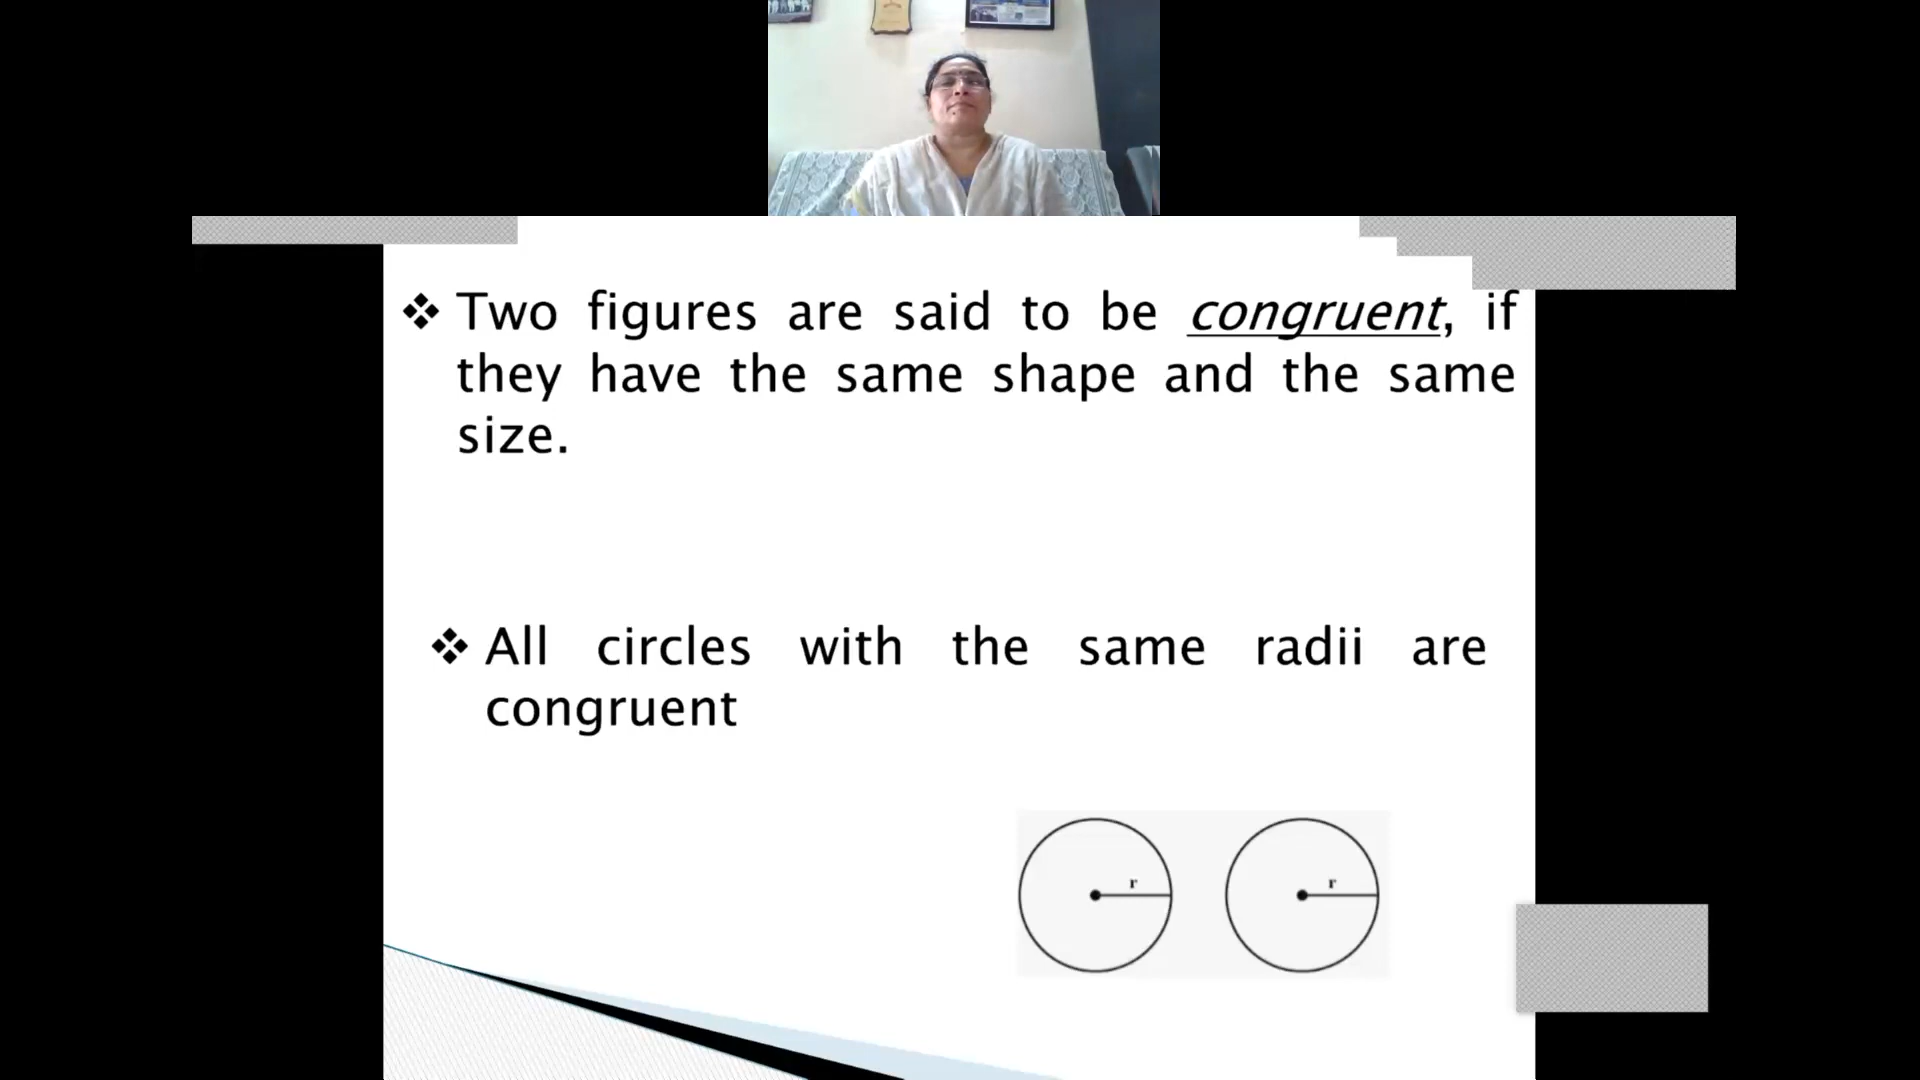 ❖ Two figures are said to be congruent, if
they have the same shape and the same
size.
❖ All circles with the same radii are
congruent
r
r